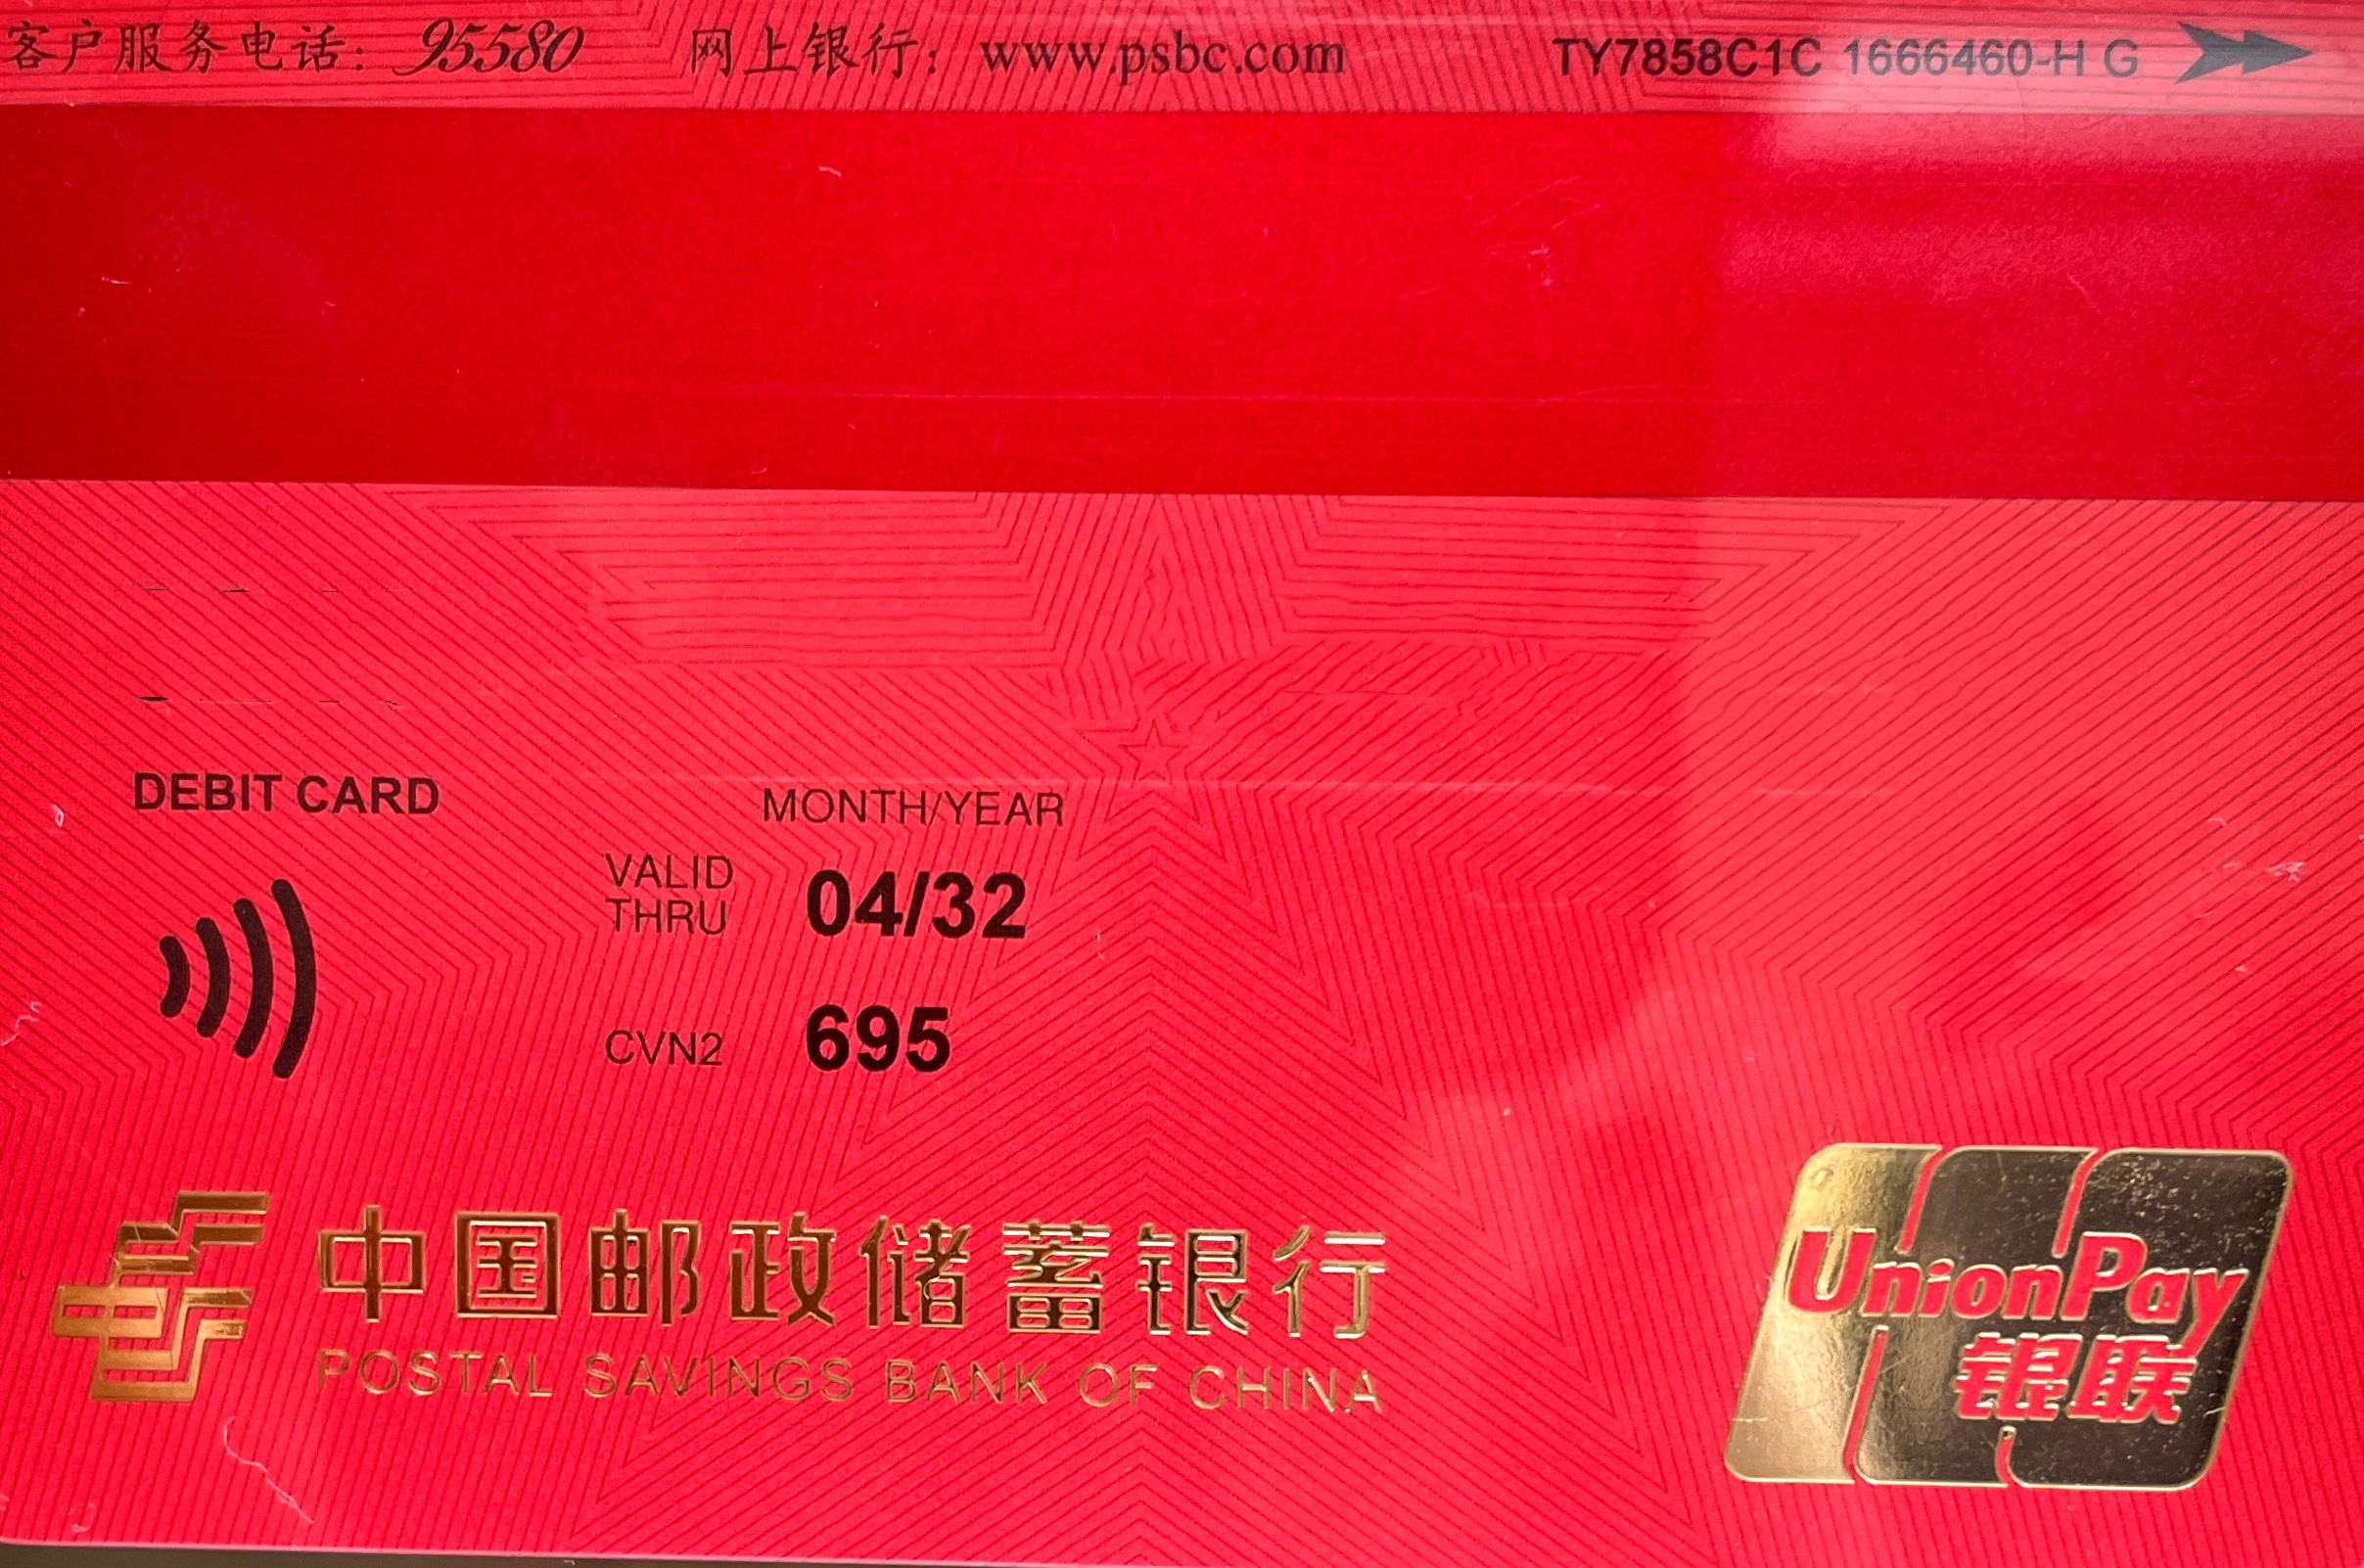 客户服务电话：95580 网上银行：www.psbc.com TY7858C1C 1666460-H G
DEBIT CARD
MONTH/YEAR
VALID THRU 04/32
CVN2 695
中国邮政储蓄银行
POSTAL SAVINGS BANK OF CHINA
UnionPay
银联